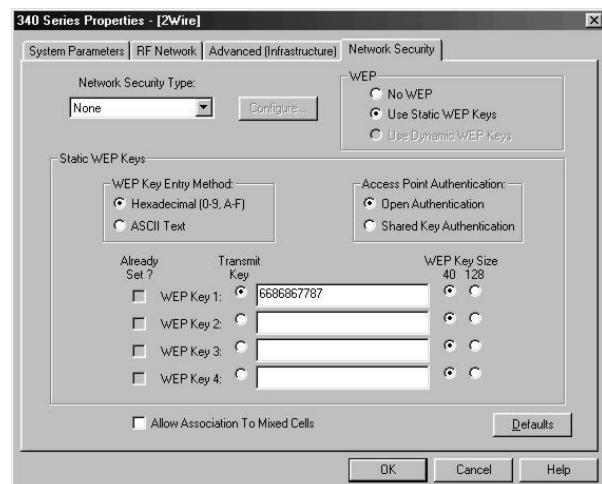 340 Series Properties - [2Wire]
System Parameters RF Network Advanced (Infrastructure) Network Security
Network Security Type:
None
Configure...
WEP
No WEP
Use Static WEP Keys
Use Dynamic WEP Keys
Static WEP Keys
WEP Key Entry Method:
Hexadecimal (0-9, A-F)
ASCII Text
Access Point Authentication:
Open Authentication
Shared Key Authentication
Already Set ?
Transmit Key
WEP Key Size
40 128
WEP Key 1: 6686867787
WEP Key 2:
WEP Key 3:
WEP Key 4:
Allow Association To Mixed Cells
Defaults
OK Cancel Help